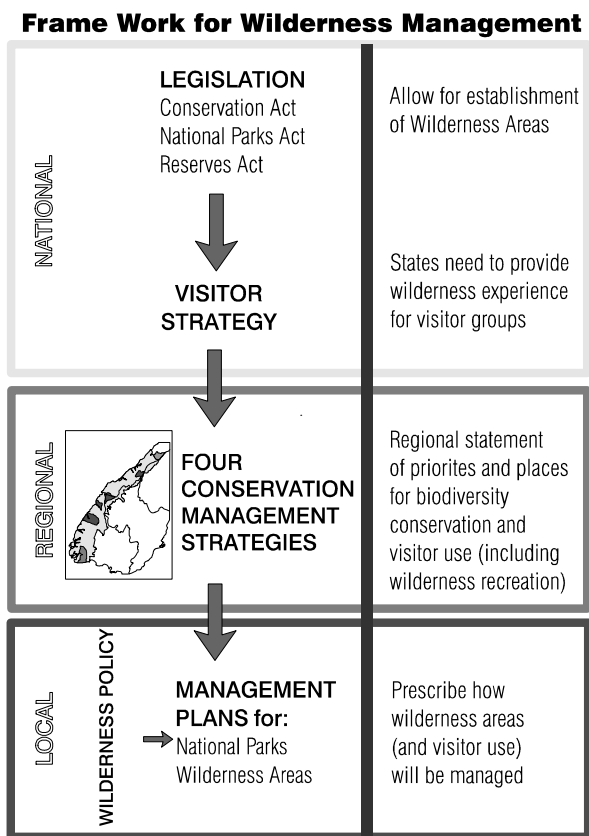 Frame Work for Wilderness Management
NATIONAL
LEGISLATION
Conservation Act
National Parks Act
Reserves Act
Allow for establishment
of Wilderness Areas
VISITOR
STRATEGY
States need to provide
wilderness experience
for visitor groups
REGIONAL
FOUR
CONSERVATION
MANAGEMENT
STRATEGIES
Regional statement
of priorites and places
for biodiversity
conservation and
visitor use (including
wilderness recreation)
LOCAL
WILDERNESS POLICY
MANAGEMENT
PLANS for:
National Parks
Wilderness Areas
Prescribe how
wilderness areas
(and visitor use)
will be managed